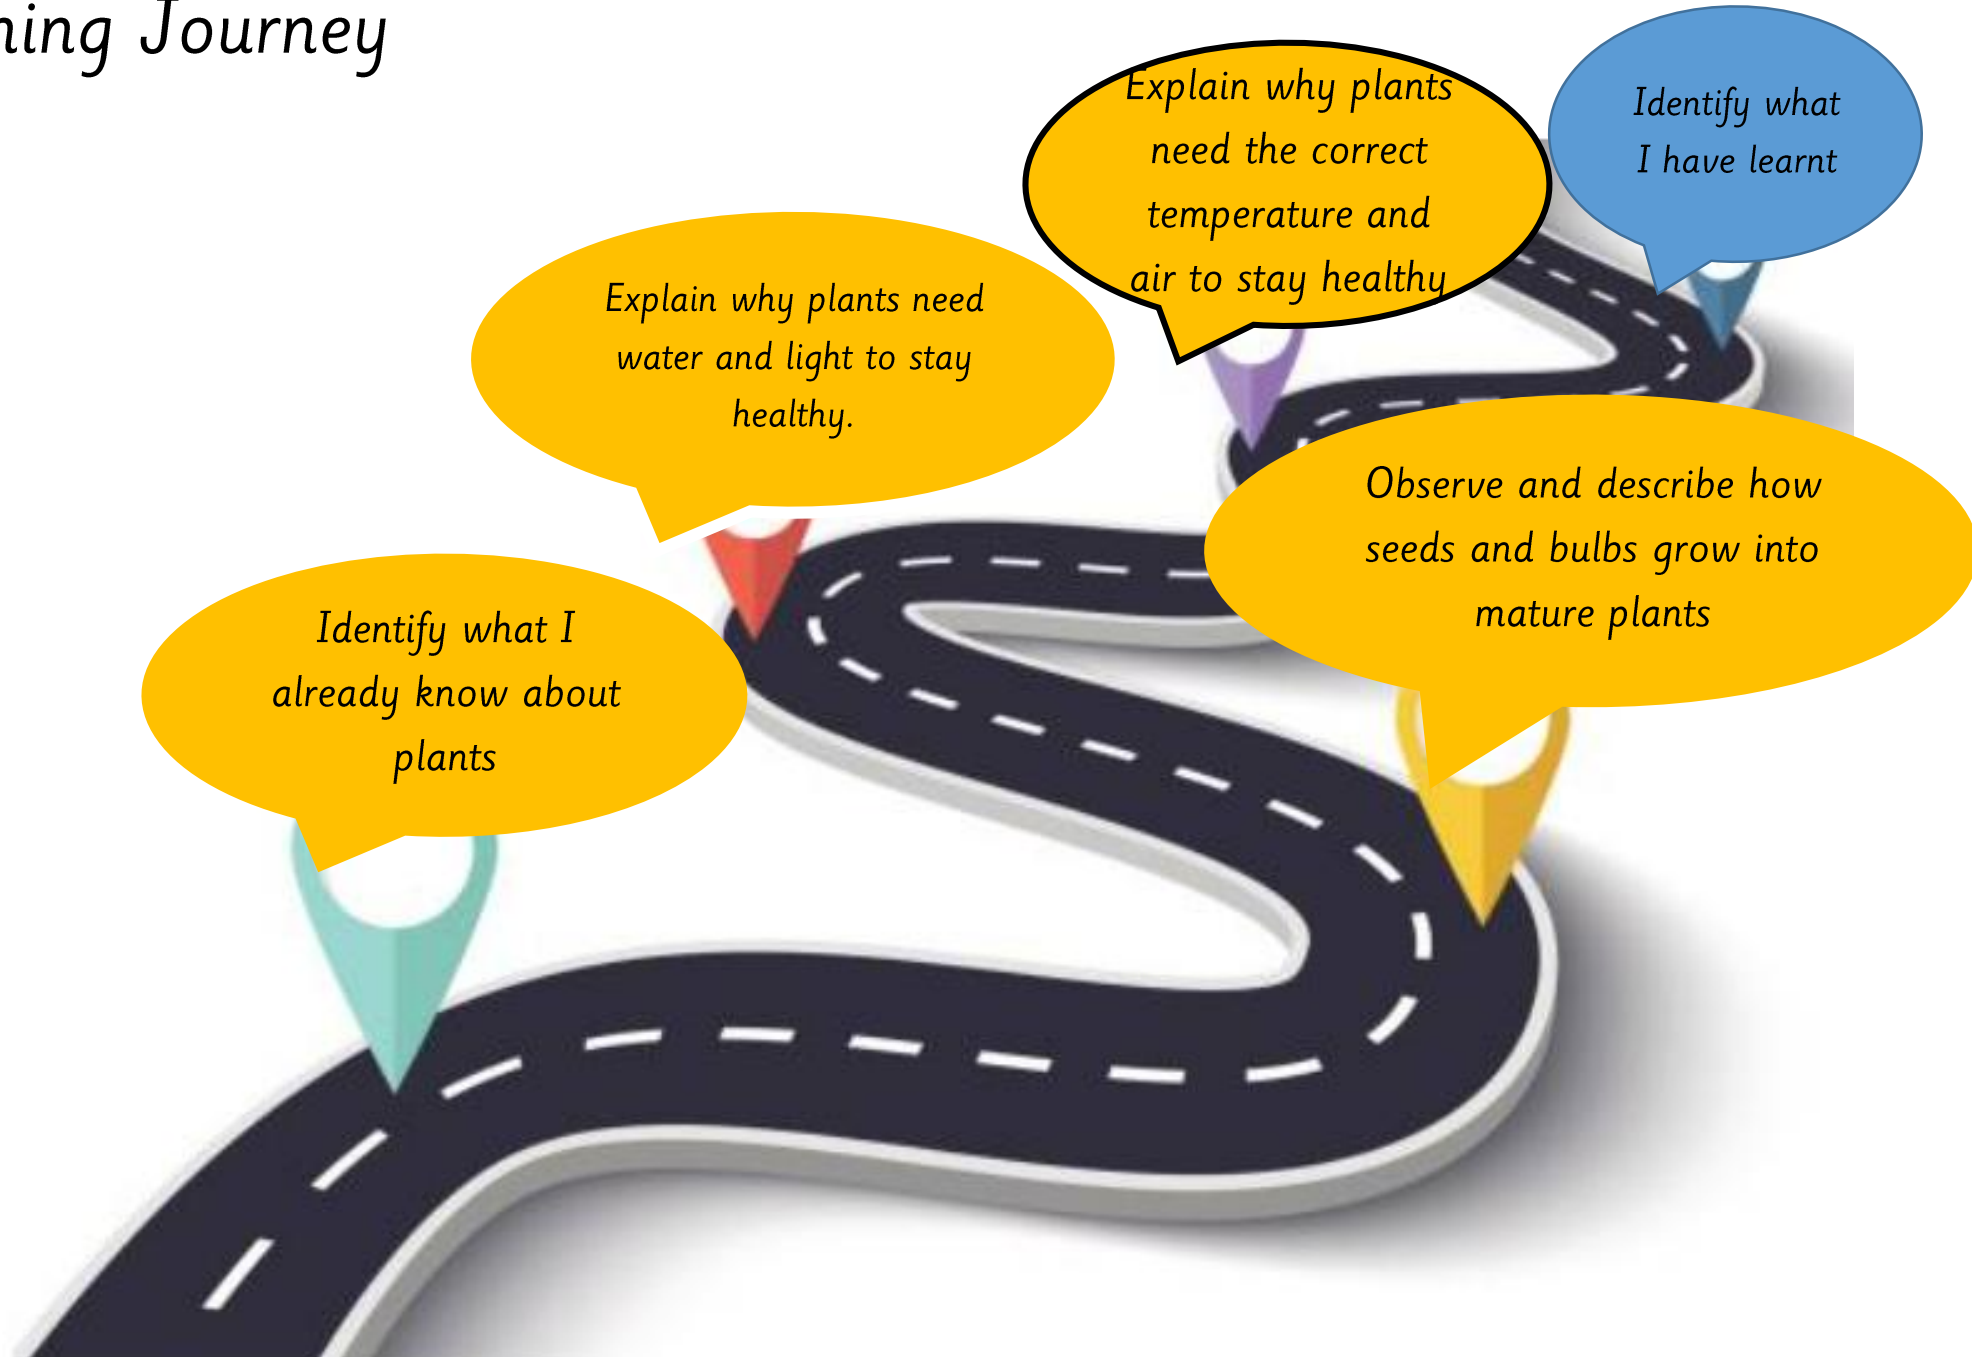 Journey
Explain why plants
need the correct
temperature and
air to stay healthy
Identify what
I have learnt
Explain why plants need
water and light to stay
healthy.
Observe and describe how
seeds and bulbs grow into
mature plants
Identify what I
already know about
plants